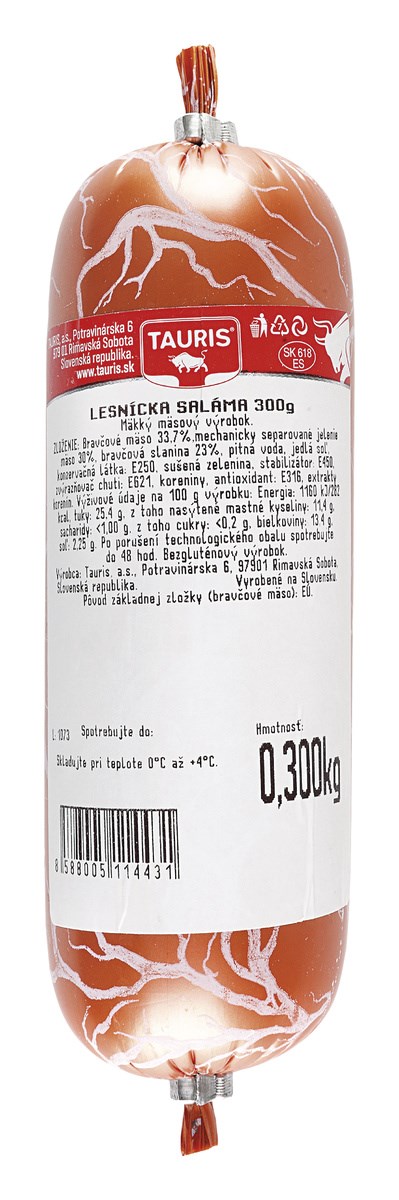 TAURIS, a.s., Potravinárska 6
979 01 Rimavská Sobota
Slovenská republika.
www.tauris.sk
TAURIS®
SK 618
ES
LESNÍCKA SALÁMA 300g
Mäkký mäsový výrobok.
ZLOŽENIE: Bravčové mäso 33.7%,mechanicky separované jelenie
mäso 30%, bravčová slanina 23%, pitná voda, jedlá soľ,
konzervačná látka: E250, sušená zelenina, stabilizátor: E450,
zvýrazňovač chuti: E621, koreniny, antioxidant: E316, extrakty
korenín. Výživové údaje na 100 g výrobku: Energia: 1160 kJ/282
kcal, tuky: 25,4 g, z toho nasýtené mastné kyseliny: 11,4 g,
sacharidy: <1,00 g, z toho cukry: <0,2 g, bielkoviny: 13,4 g,
soľ: 2,25 g. Po porušení technologického obalu spotrebujte
do 48 hod. Bezgluténový výrobok.
Výrobca: Tauris, a.s., Potravinárska 6, 97901 Rimavská Sobota,
Slovenská republika. Vyrobené na Slovensku.
Pôvod základnej zložky (bravčové mäso): EÚ.
L: 1073 Spotrebujte do:
Hmotnosť:
Skladujte pri teplote 0°C až +4°C.
0,300kg
8 588005 114431